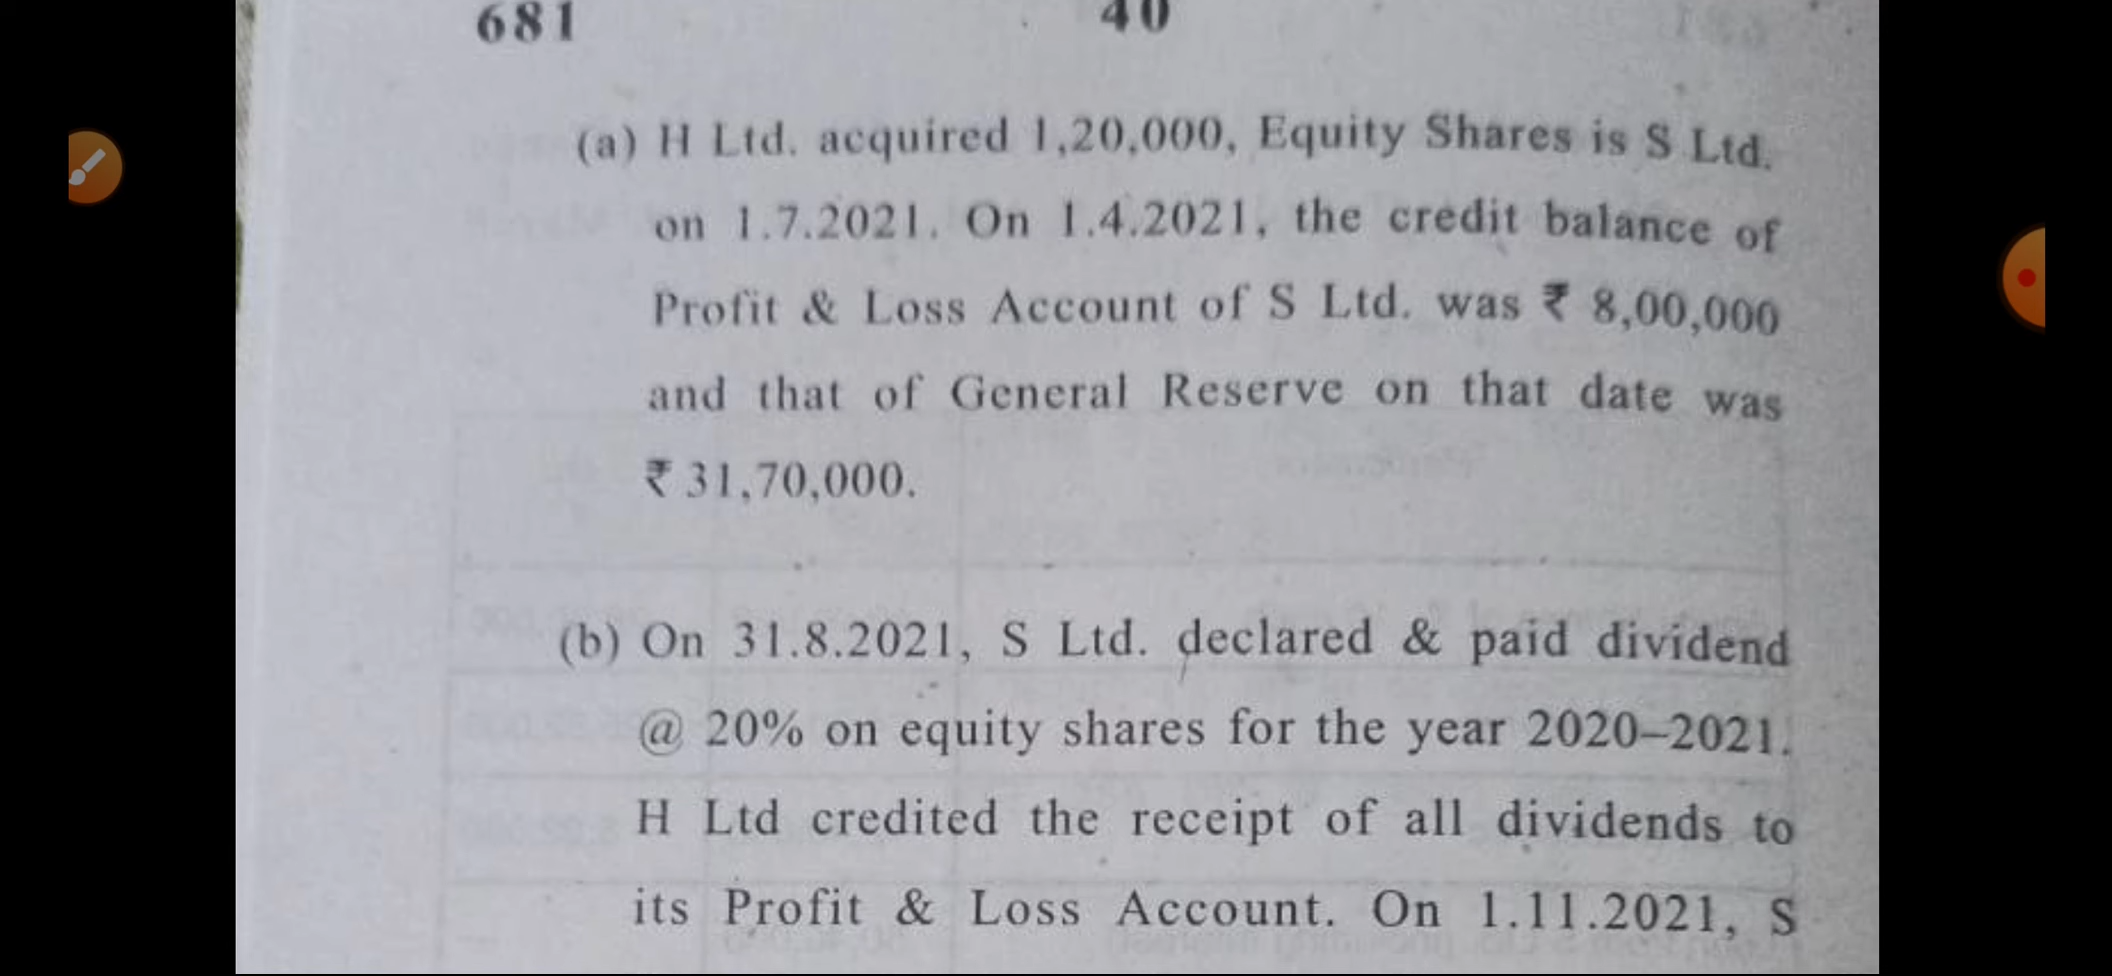 681 40
(a) H Ltd. acquired 1,20,000, Equity Shares is S Ltd.
on 1.7.2021. On 1.4.2021, the credit balance of
Profit & Loss Account of S Ltd. was ₹ 8,00,000
and that of General Reserve on that date was
₹ 31,70,000.
(b) On 31.8.2021, S Ltd. declared & paid dividend
@ 20% on equity shares for the year 2020–2021.
H Ltd credited the receipt of all dividends to
its Profit & Loss Account. On 1.11.2021, S